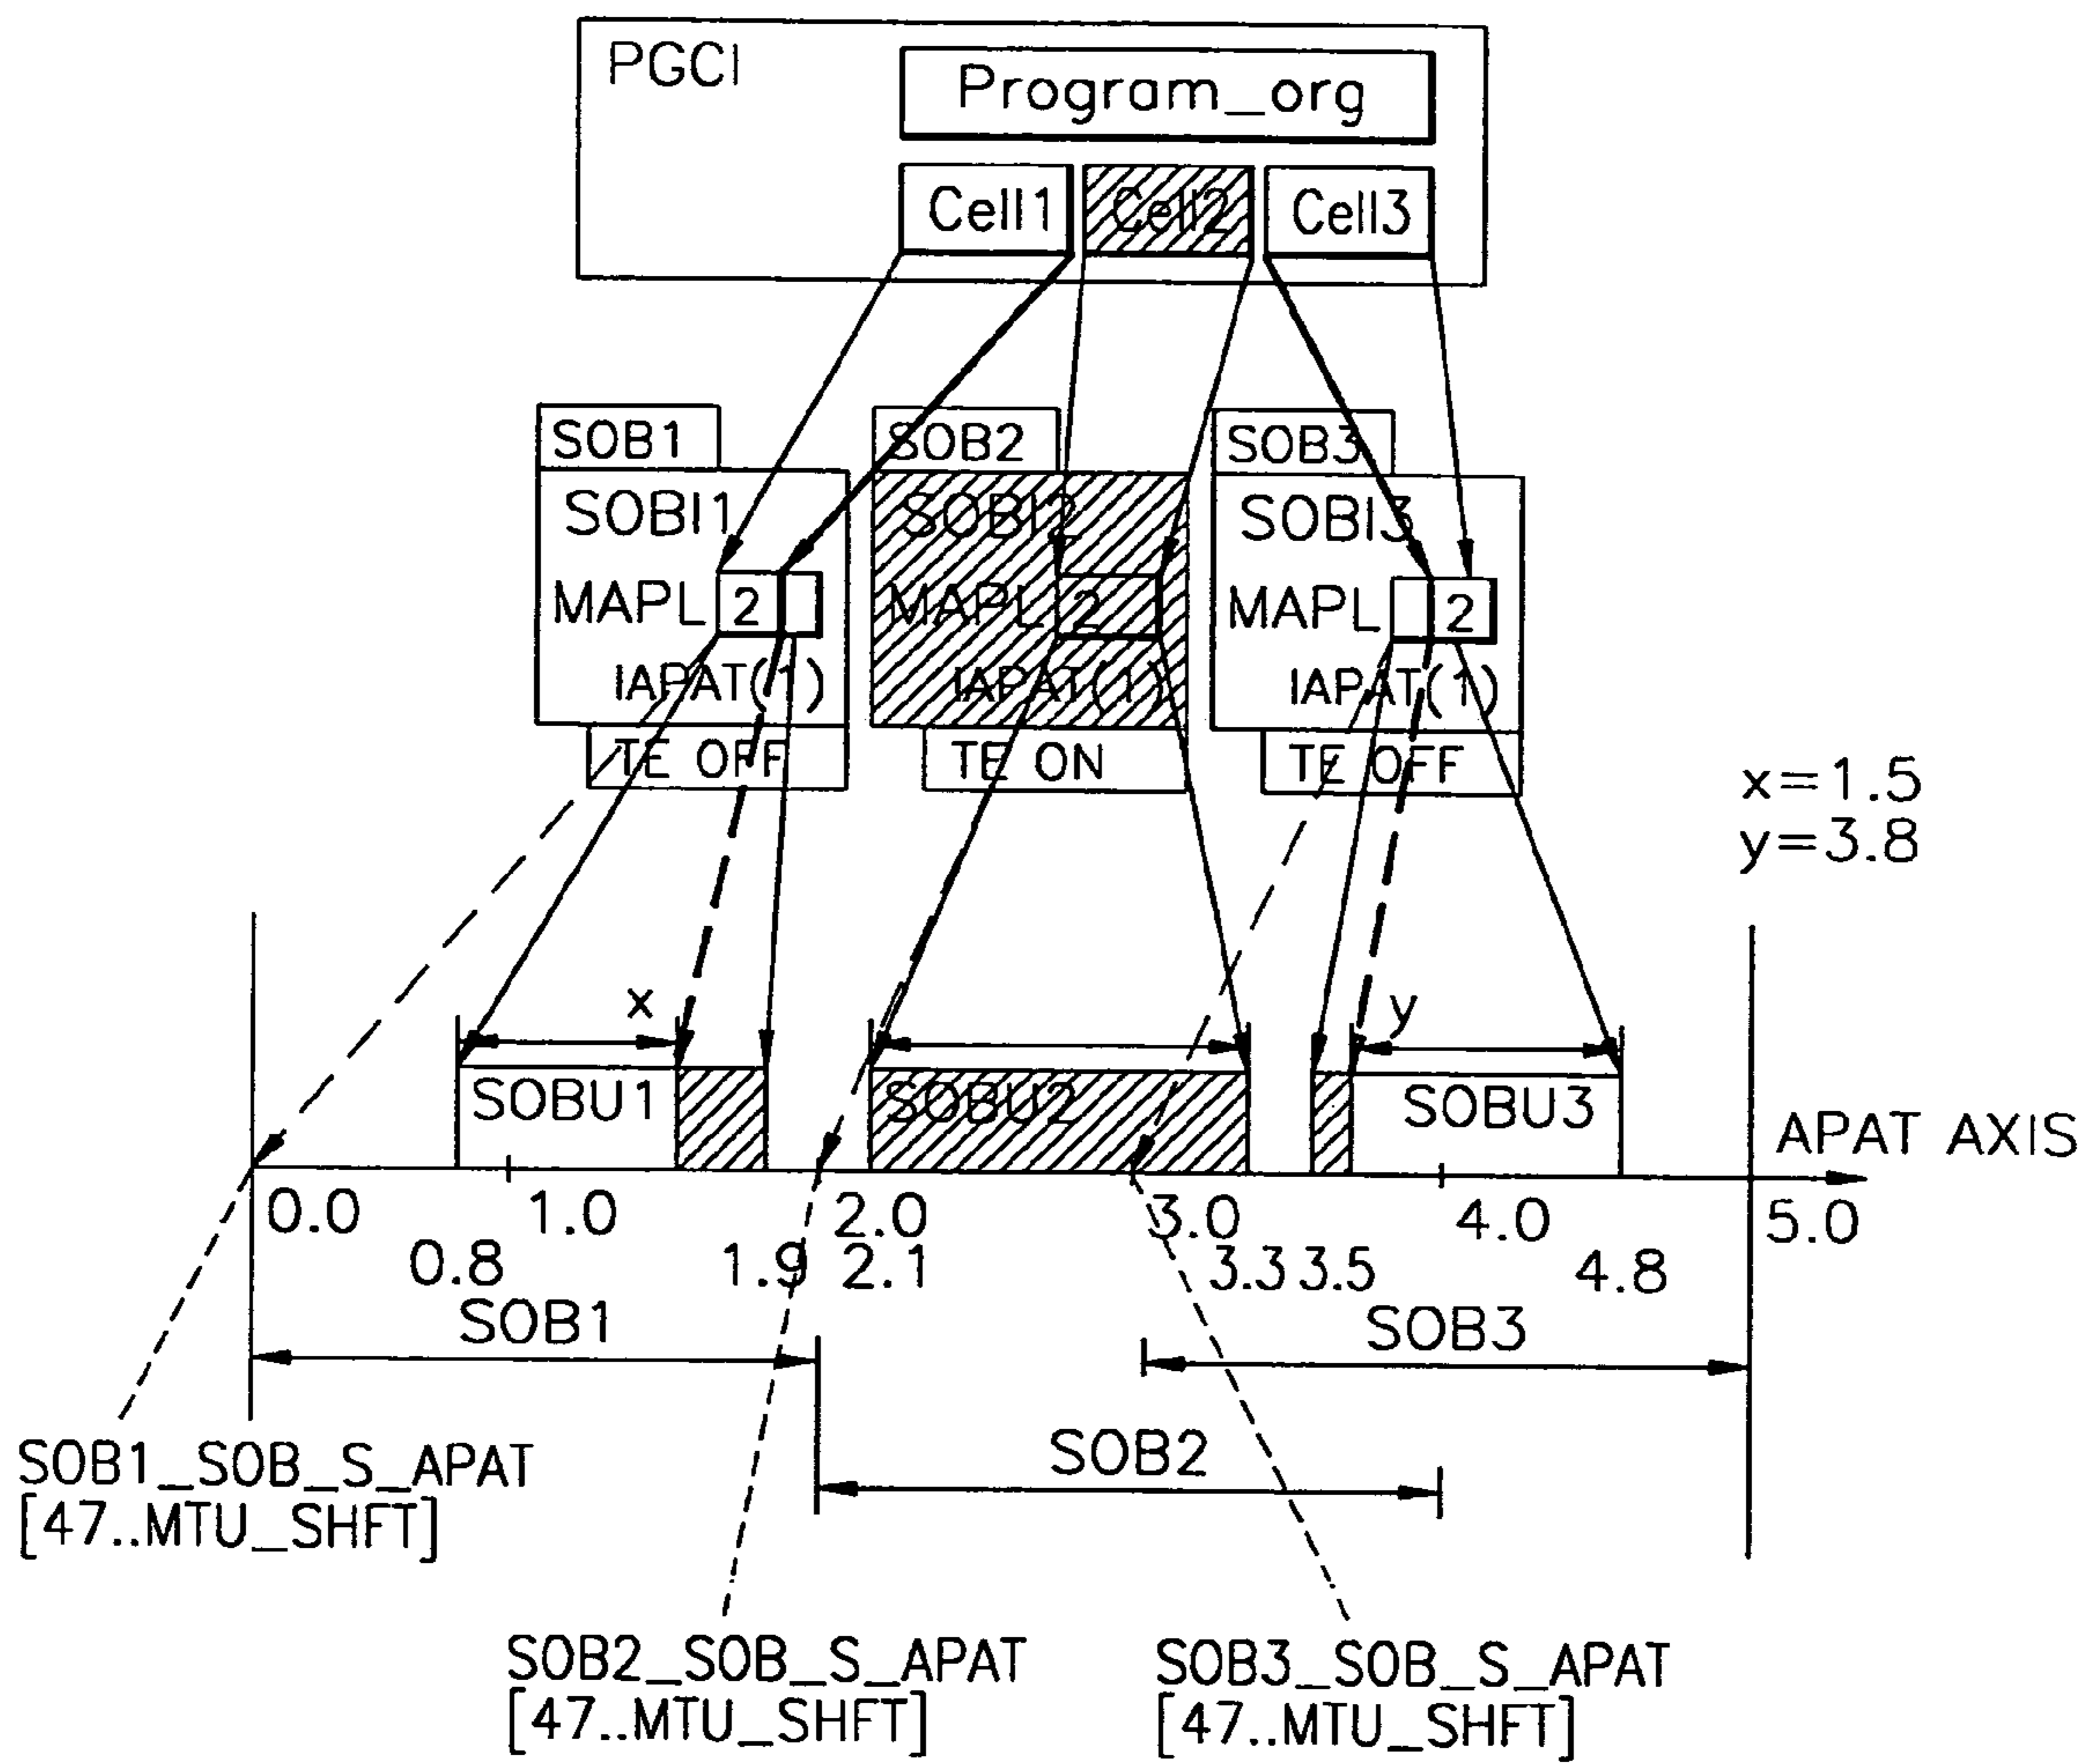 PGCI
Program_org
Cell1 Cell2 Cell3
SOB1 SOB2 SOB3
SOBI1 SOBI2 SOBI3
MAPL 2 MAPL 2 MAPL 2
IAPAT(1) IAPAT(1) IAPAT(1)
TE OFF TE ON TE OFF
x=1.5
y=3.8
x y
SOBU1 SOBU2 SOBU3
APAT AXIS
0.0 1.0 2.0 3.0 4.0 5.0
0.8 1.9 2.1 3.3 3.5 4.8
SOB1 SOB3
SOB2
SOB1_SOB_S_APAT
[47..MTU_SHFT]
SOB2_SOB_S_APAT
[47..MTU_SHFT]
SOB3_SOB_S_APAT
[47..MTU_SHFT]